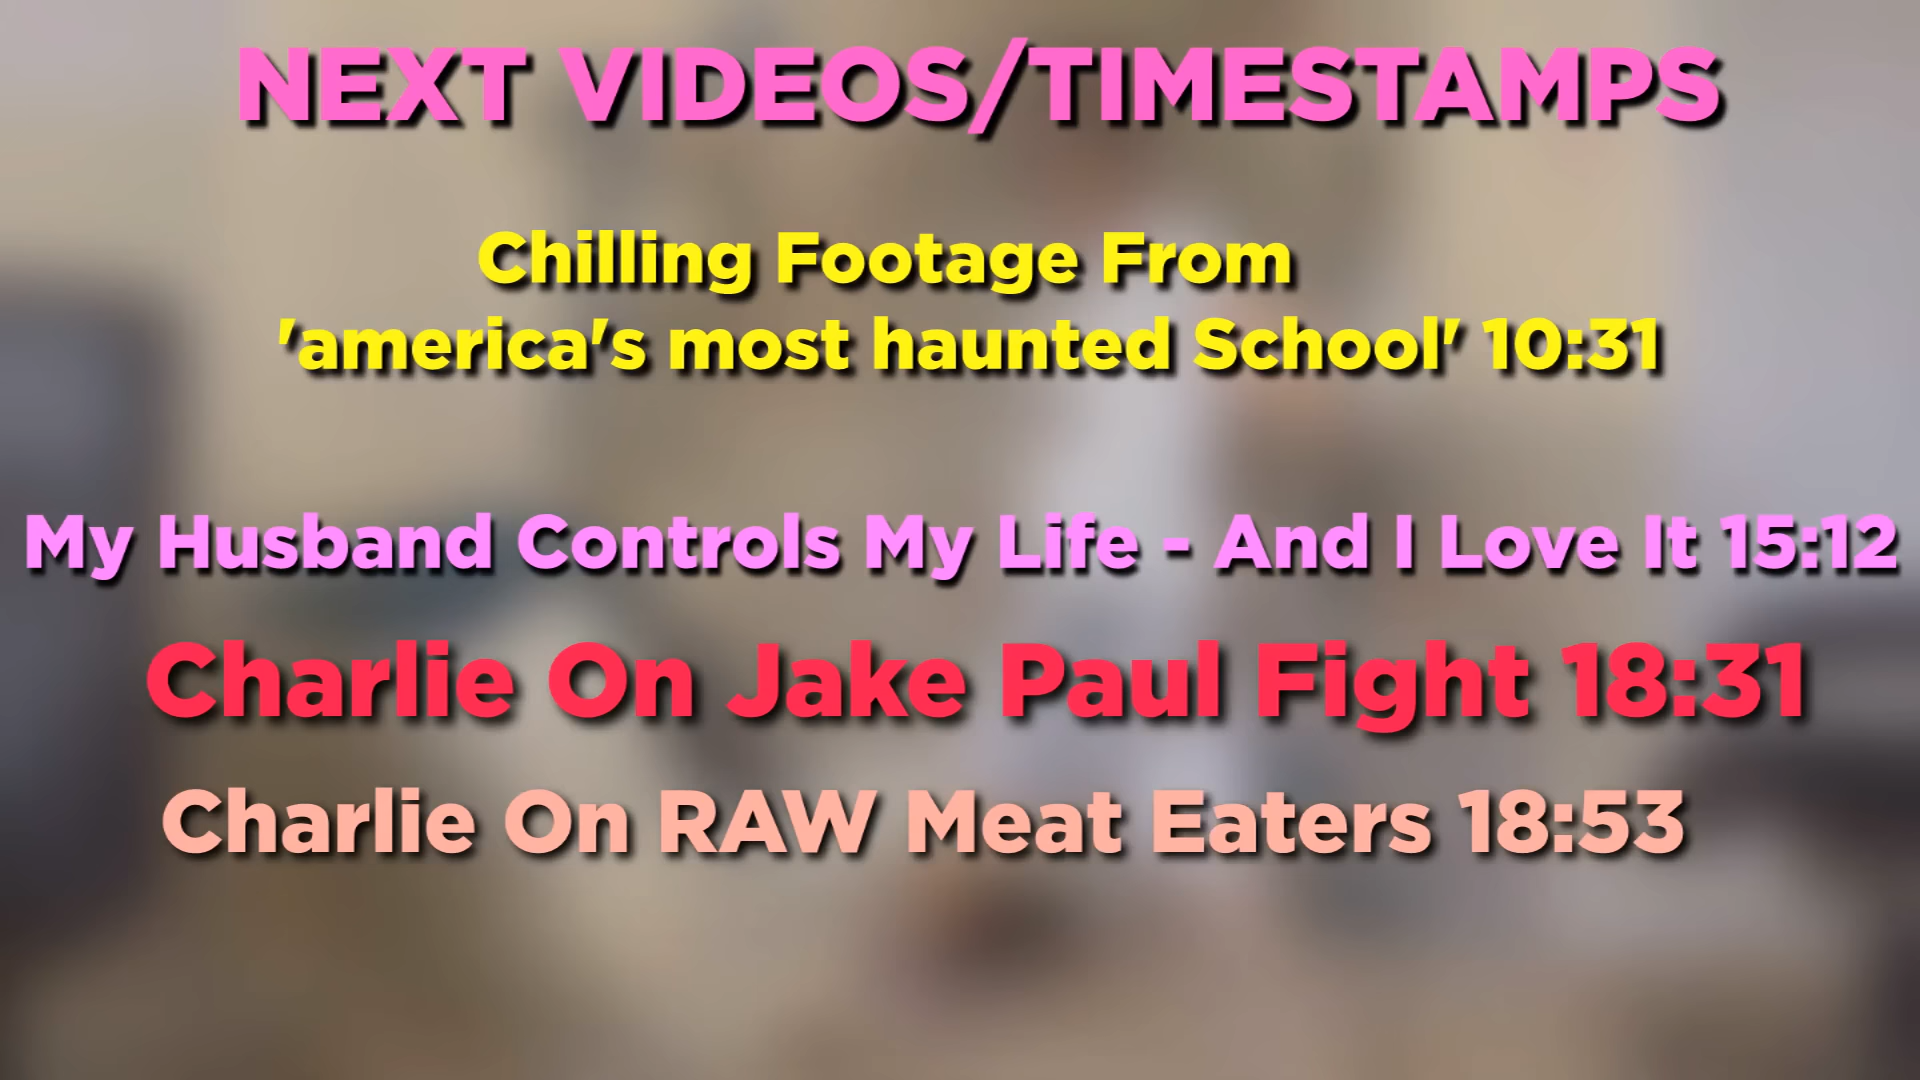 NEXT VIDEOS/TIMESTAMPS
Chilling Footage From
'america's most haunted School' 10:31
My Husband Controls My Life - And I Love It 15:12
Charlie On Jake Paul Fight 18:31
Charlie On RAW Meat Eaters 18:53